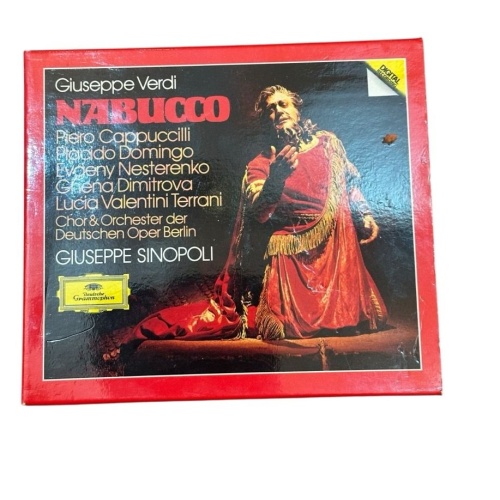 Giuseppe Verdi
NABUCCO
Piero Cappuccilli
Placido Domingo
Evgeny Nesterenko
Ghena Dimitrova
Lucia Valentini Terrani
Chor & Orchester der
Deutschen Oper Berlin
GIUSEPPE SINOPOLI
Deutsche
Grammophon
DIGITAL